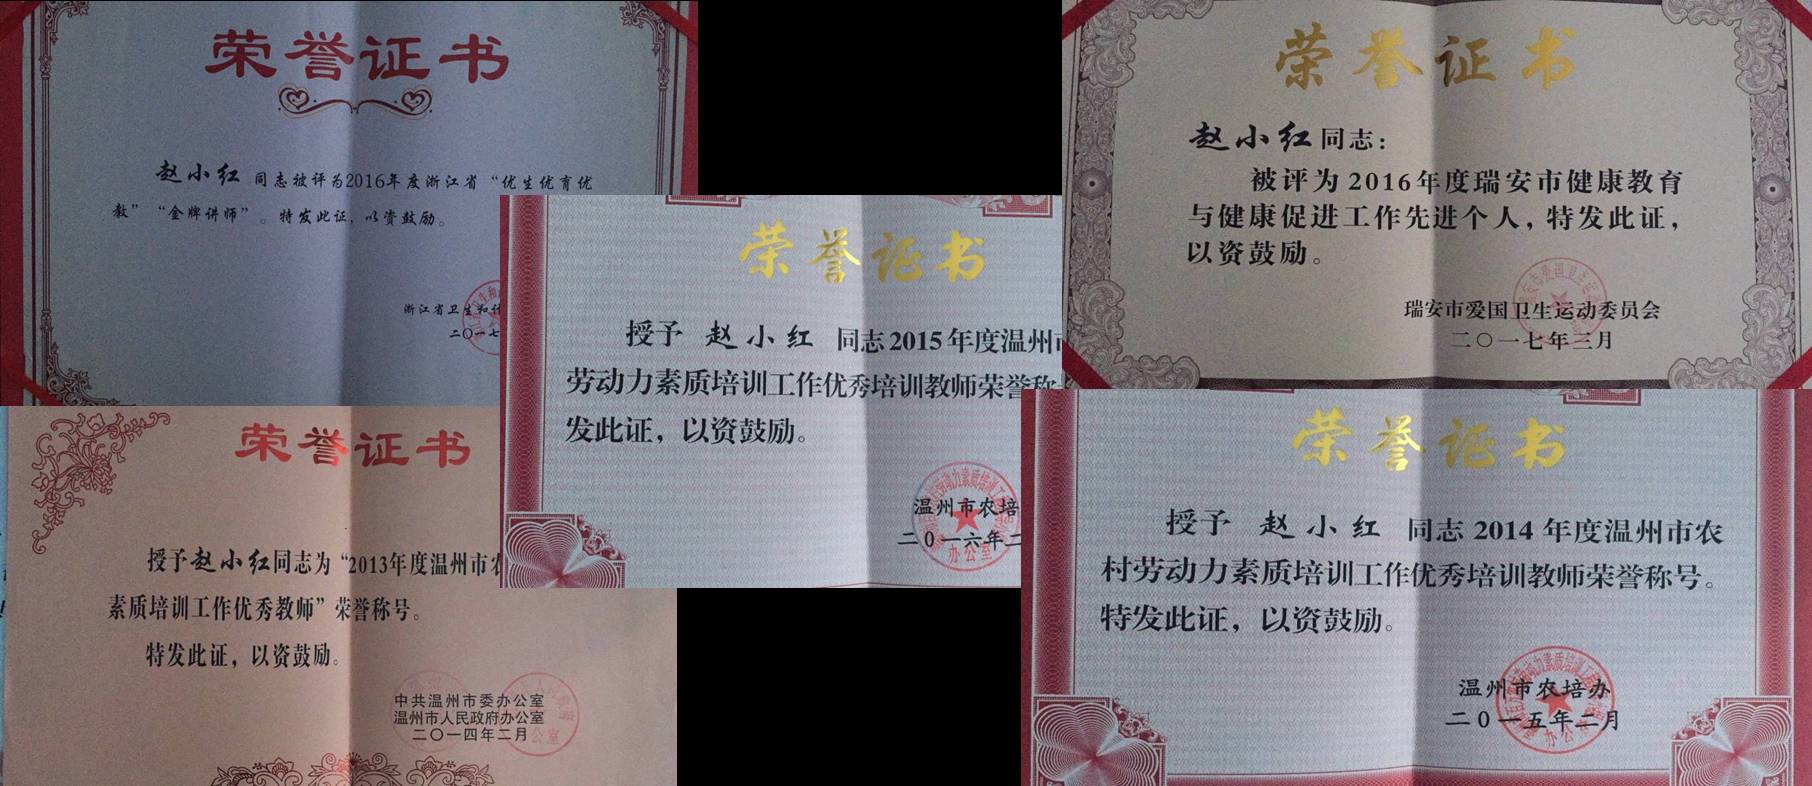 荣誉证书
赵小红 同志被评为2016年度浙江省“优生优育优
教”“金牌讲师”。特发此证,以资鼓励。
浙江省卫生和计
二〇一七
荣誉证书
赵小红同志:
被评为2016年度瑞安市健康教育
与健康促进工作先进个人,特发此证,
以资鼓励。
瑞安市爱国卫生运动委员会
二〇一七年三月
荣誉证书
授予 赵小红 同志2015年度温州市
劳动力素质培训工作优秀培训教师荣誉称
发此证,以资鼓励。
温州市农培
二0一六年二
办公室
荣誉证书
授予赵小红同志为“2013年度温州市农
素质培训工作优秀教师”荣誉称号。
特发此证,以资鼓励。
中共温州市委办公室
温州市人民政府办公室
二〇一四年二月
荣誉证书
授予 赵小红 同志2014年度温州市农
村劳动力素质培训工作优秀培训教师荣誉称号。
特发此证,以资鼓励。
温州市农培办
二0一五年二月
办公室